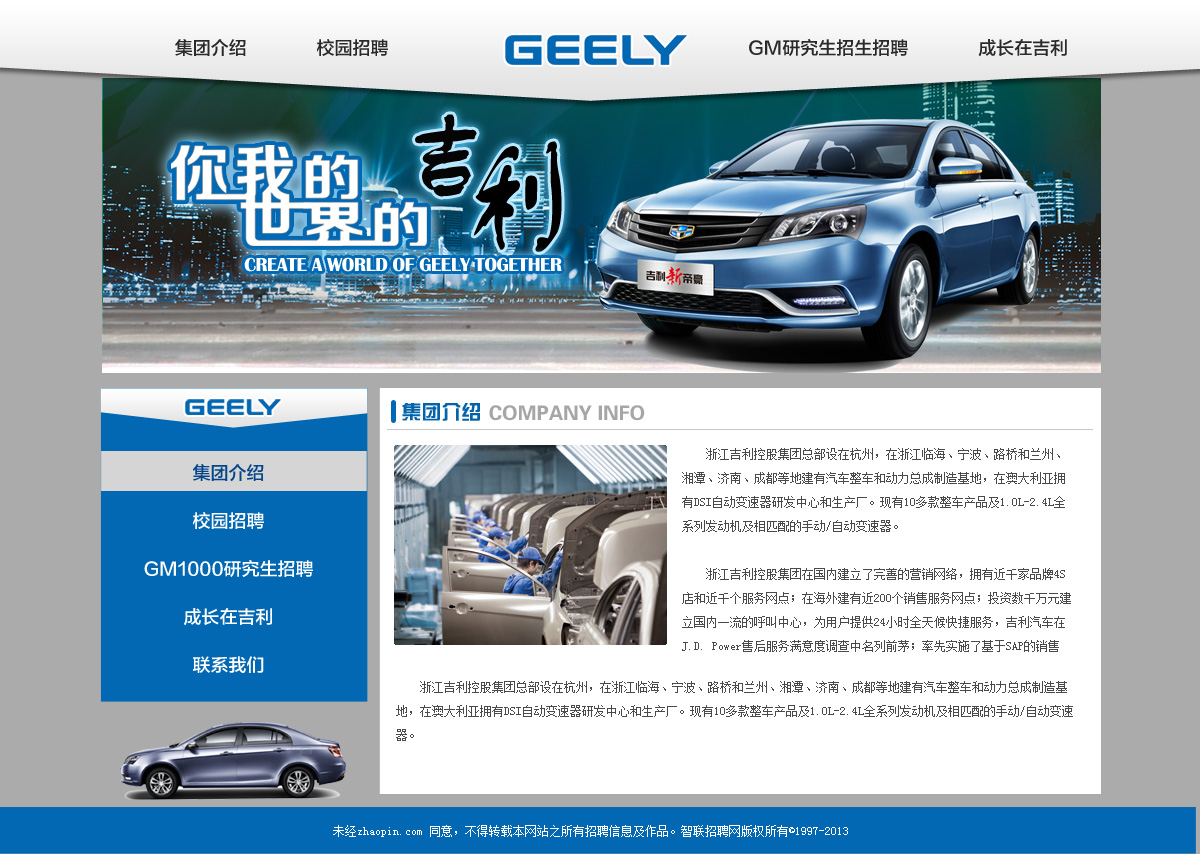 集团介绍
校园招聘
GEELY
GM研究生招生招聘
成长在吉利
你我的
世界的
吉利
CREATE A WORLD OF GEELY TOGETHER
吉利新帝豪
GEELY
集团介绍
校园招聘
GM1000研究生招聘
成长在吉利
联系我们
集团介绍 COMPANY INFO
浙江吉利控股集团总部设在杭州，在浙江临海、宁波、路桥和兰州、
湘潭、济南、成都等地建有汽车整车和动力总成制造基地，在澳大利亚拥
有DSI自动变速器研发中心和生产厂。现有10多款整车产品及1.0L-2.4L全
系列发动机及相匹配的手动/自动变速器。
浙江吉利控股集团在国内建立了完善的营销网络，拥有近千家品牌4S
店和近千个服务网点；在海外建有近200个销售服务网点；投资数千万元建
立国内一流的呼叫中心，为用户提供24小时全天候快捷服务，吉利汽车在
J.D. Power售后服务满意度调查中名列前茅；率先实施了基于SAP的销售
浙江吉利控股集团总部设在杭州，在浙江临海、宁波、路桥和兰州、湘潭、济南、成都等地建有汽车整车和动力总成制造基
地，在澳大利亚拥有DSI自动变速器研发中心和生产厂。现有10多款整车产品及1.0L-2.4L全系列发动机及相匹配的手动/自动变速
器。
未经zhaopin.com 同意，不得转载本网站之所有招聘信息及作品。智联招聘网版权所有©1997-2013